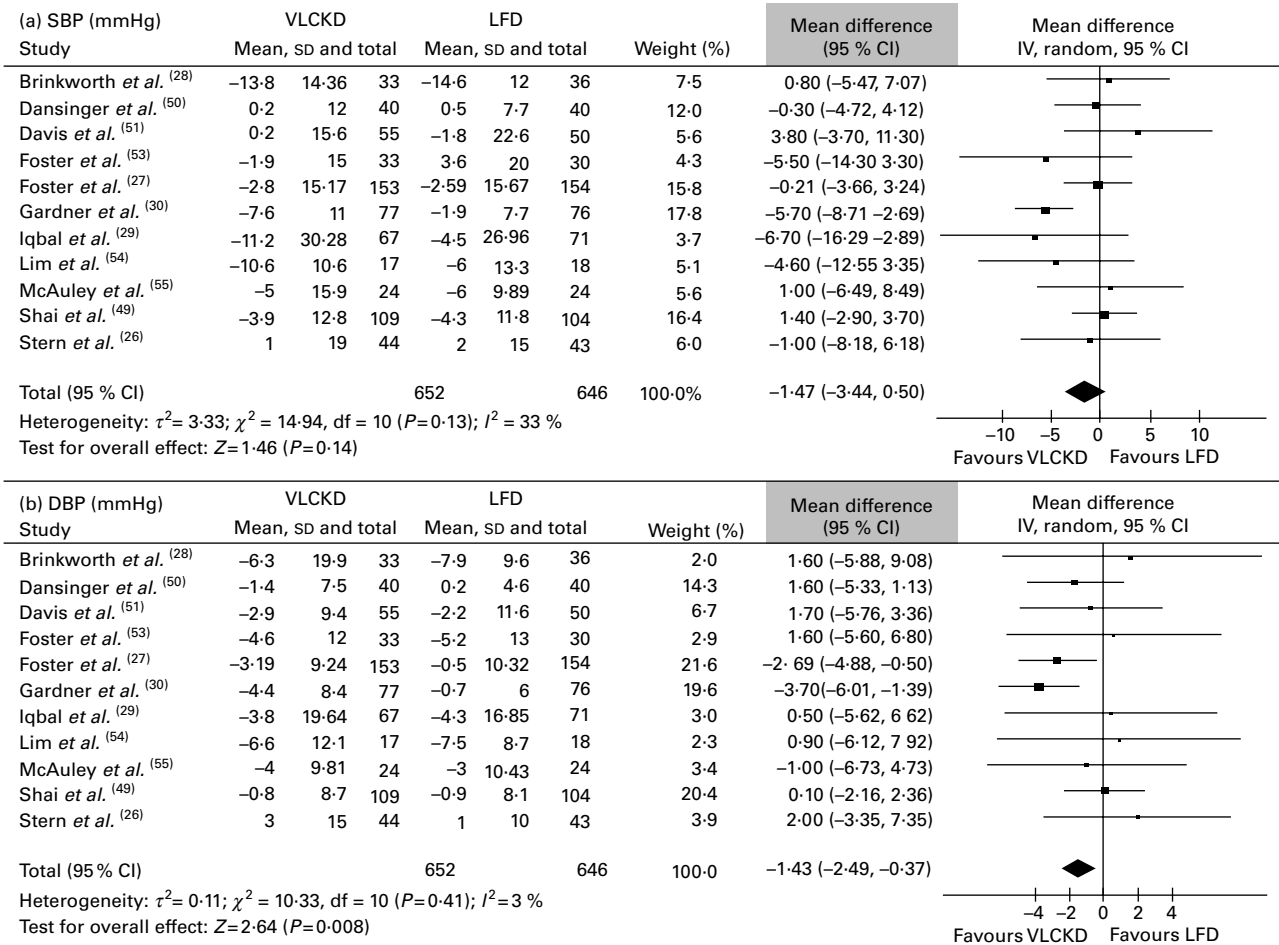 (a) SBP (mmHg) VLCKD LFD Mean difference Mean difference
Study Mean, SD and total Mean, SD and total Weight (%) (95 % CI) IV, random, 95 % CI
Brinkworth et al. (28) –13·8 14·36 33 –14·6 12 36 7·5 0·80 (–5·47, 7·07)
Dansinger et al. (50) 0·2 12 40 0·5 7·7 40 12·0 –0·30 (–4·72, 4·12)
Davis et al. (51) 0·2 15·6 55 –1·8 22·6 50 5·6 3·80 (–3·70, 11·30)
Foster et al. (53) –1·9 15 33 3·6 20 30 4·3 –5·50 (–14·30 3·30)
Foster et al. (27) –2·8 15·17 153 –2·59 15·67 154 15·8 –0·21 (–3·66, 3·24)
Gardner et al. (30) –7·6 11 77 –1·9 7·7 76 17·8 –5·70 (–8·71 –2·69)
Iqbal et al. (29) –11·2 30·28 67 –4·5 26·96 71 3·7 –6·70 (–16·29 –2·89)
Lim et al. (54) –10·6 10·6 17 –6 13·3 18 5·1 –4·60 (–12·55 3·35)
McAuley et al. (55) –5 15·9 24 –6 9·89 24 5·6 1·00 (–6·49, 8·49)
Shai et al. (49) –3·9 12·8 109 –4·3 11·8 104 16·4 1·40 (–2·90, 3·70)
Stern et al. (26) 1 19 44 2 15 43 6·0 –1·00 (–8·18, 6·18)
Total (95 % CI) 652 646 100·0% –1·47 (–3·44, 0·50)
Heterogeneity: τ²= 3·33; χ² = 14·94, df = 10 (P=0·13); I² = 33 %
Test for overall effect: Z=1·46 (P=0·14)
–10 –5 0 5 10
Favours VLCKD Favours LFD
(b) DBP (mmHg) VLCKD LFD Mean difference Mean difference
Study Mean, SD and total Mean, SD and total Weight (%) (95 % CI) IV, random, 95 % CI
Brinkworth et al. (28) –6·3 19·9 33 –7·9 9·6 36 2·0 1·60 (–5·88, 9·08)
Dansinger et al. (50) –1·4 7·5 40 0·2 4·6 40 14·3 1·60 (–5·33, 1·13)
Davis et al. (51) –2·9 9·4 55 –2·2 11·6 50 6·7 1·70 (–5·76, 3·36)
Foster et al. (53) –4·6 12 33 –5·2 13 30 2·9 1·60 (–5·60, 6·80)
Foster et al. (27) –3·19 9·24 153 –0·5 10·32 154 21·6 –2· 69 (–4·88, –0·50)
Gardner et al. (30) –4·4 8·4 77 –0·7 6 76 19·6 –3·70(–6·01, –1·39)
Iqbal et al. (29) –3·8 19·64 67 –4·3 16·85 71 3·0 0·50 (–5·62, 6 62)
Lim et al. (54) –6·6 12·1 17 –7·5 8·7 18 2·3 0·90 (–6·12, 7 92)
McAuley et al. (55) –4 9·81 24 –3 10·43 24 3·4 –1·00 (–6·73, 4·73)
Shai et al. (49) –0·8 8·7 109 –0·9 8·1 104 20·4 0·10 (–2·16, 2·36)
Stern et al. (26) 3 15 44 1 10 43 3·9 2·00 (–3·35, 7·35)
Total (95 % CI) 652 646 100·0 –1·43 (–2·49, –0·37)
Heterogeneity: τ²= 0·11; χ² = 10·33, df = 10 (P=0·41); I²=3 %
Test for overall effect: Z=2·64 (P=0·008)
–4 –2 0 2 4
Favours VLCKD Favours LFD